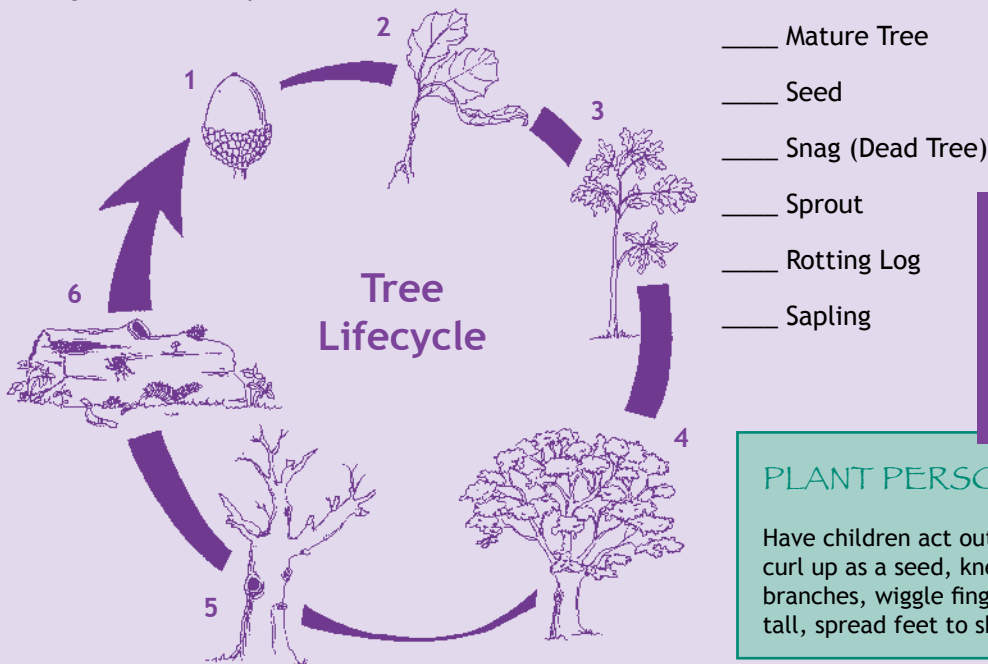 1
2
3
4
5
6
Tree
Lifecycle
____ Mature Tree
____ Seed
____ Snag (Dead Tree)
____ Sprout
____ Rotting Log
____ Sapling
PLANT PERSO
Have children act out
curl up as a seed, kne
branches, wiggle fing
tall, spread feet to sh